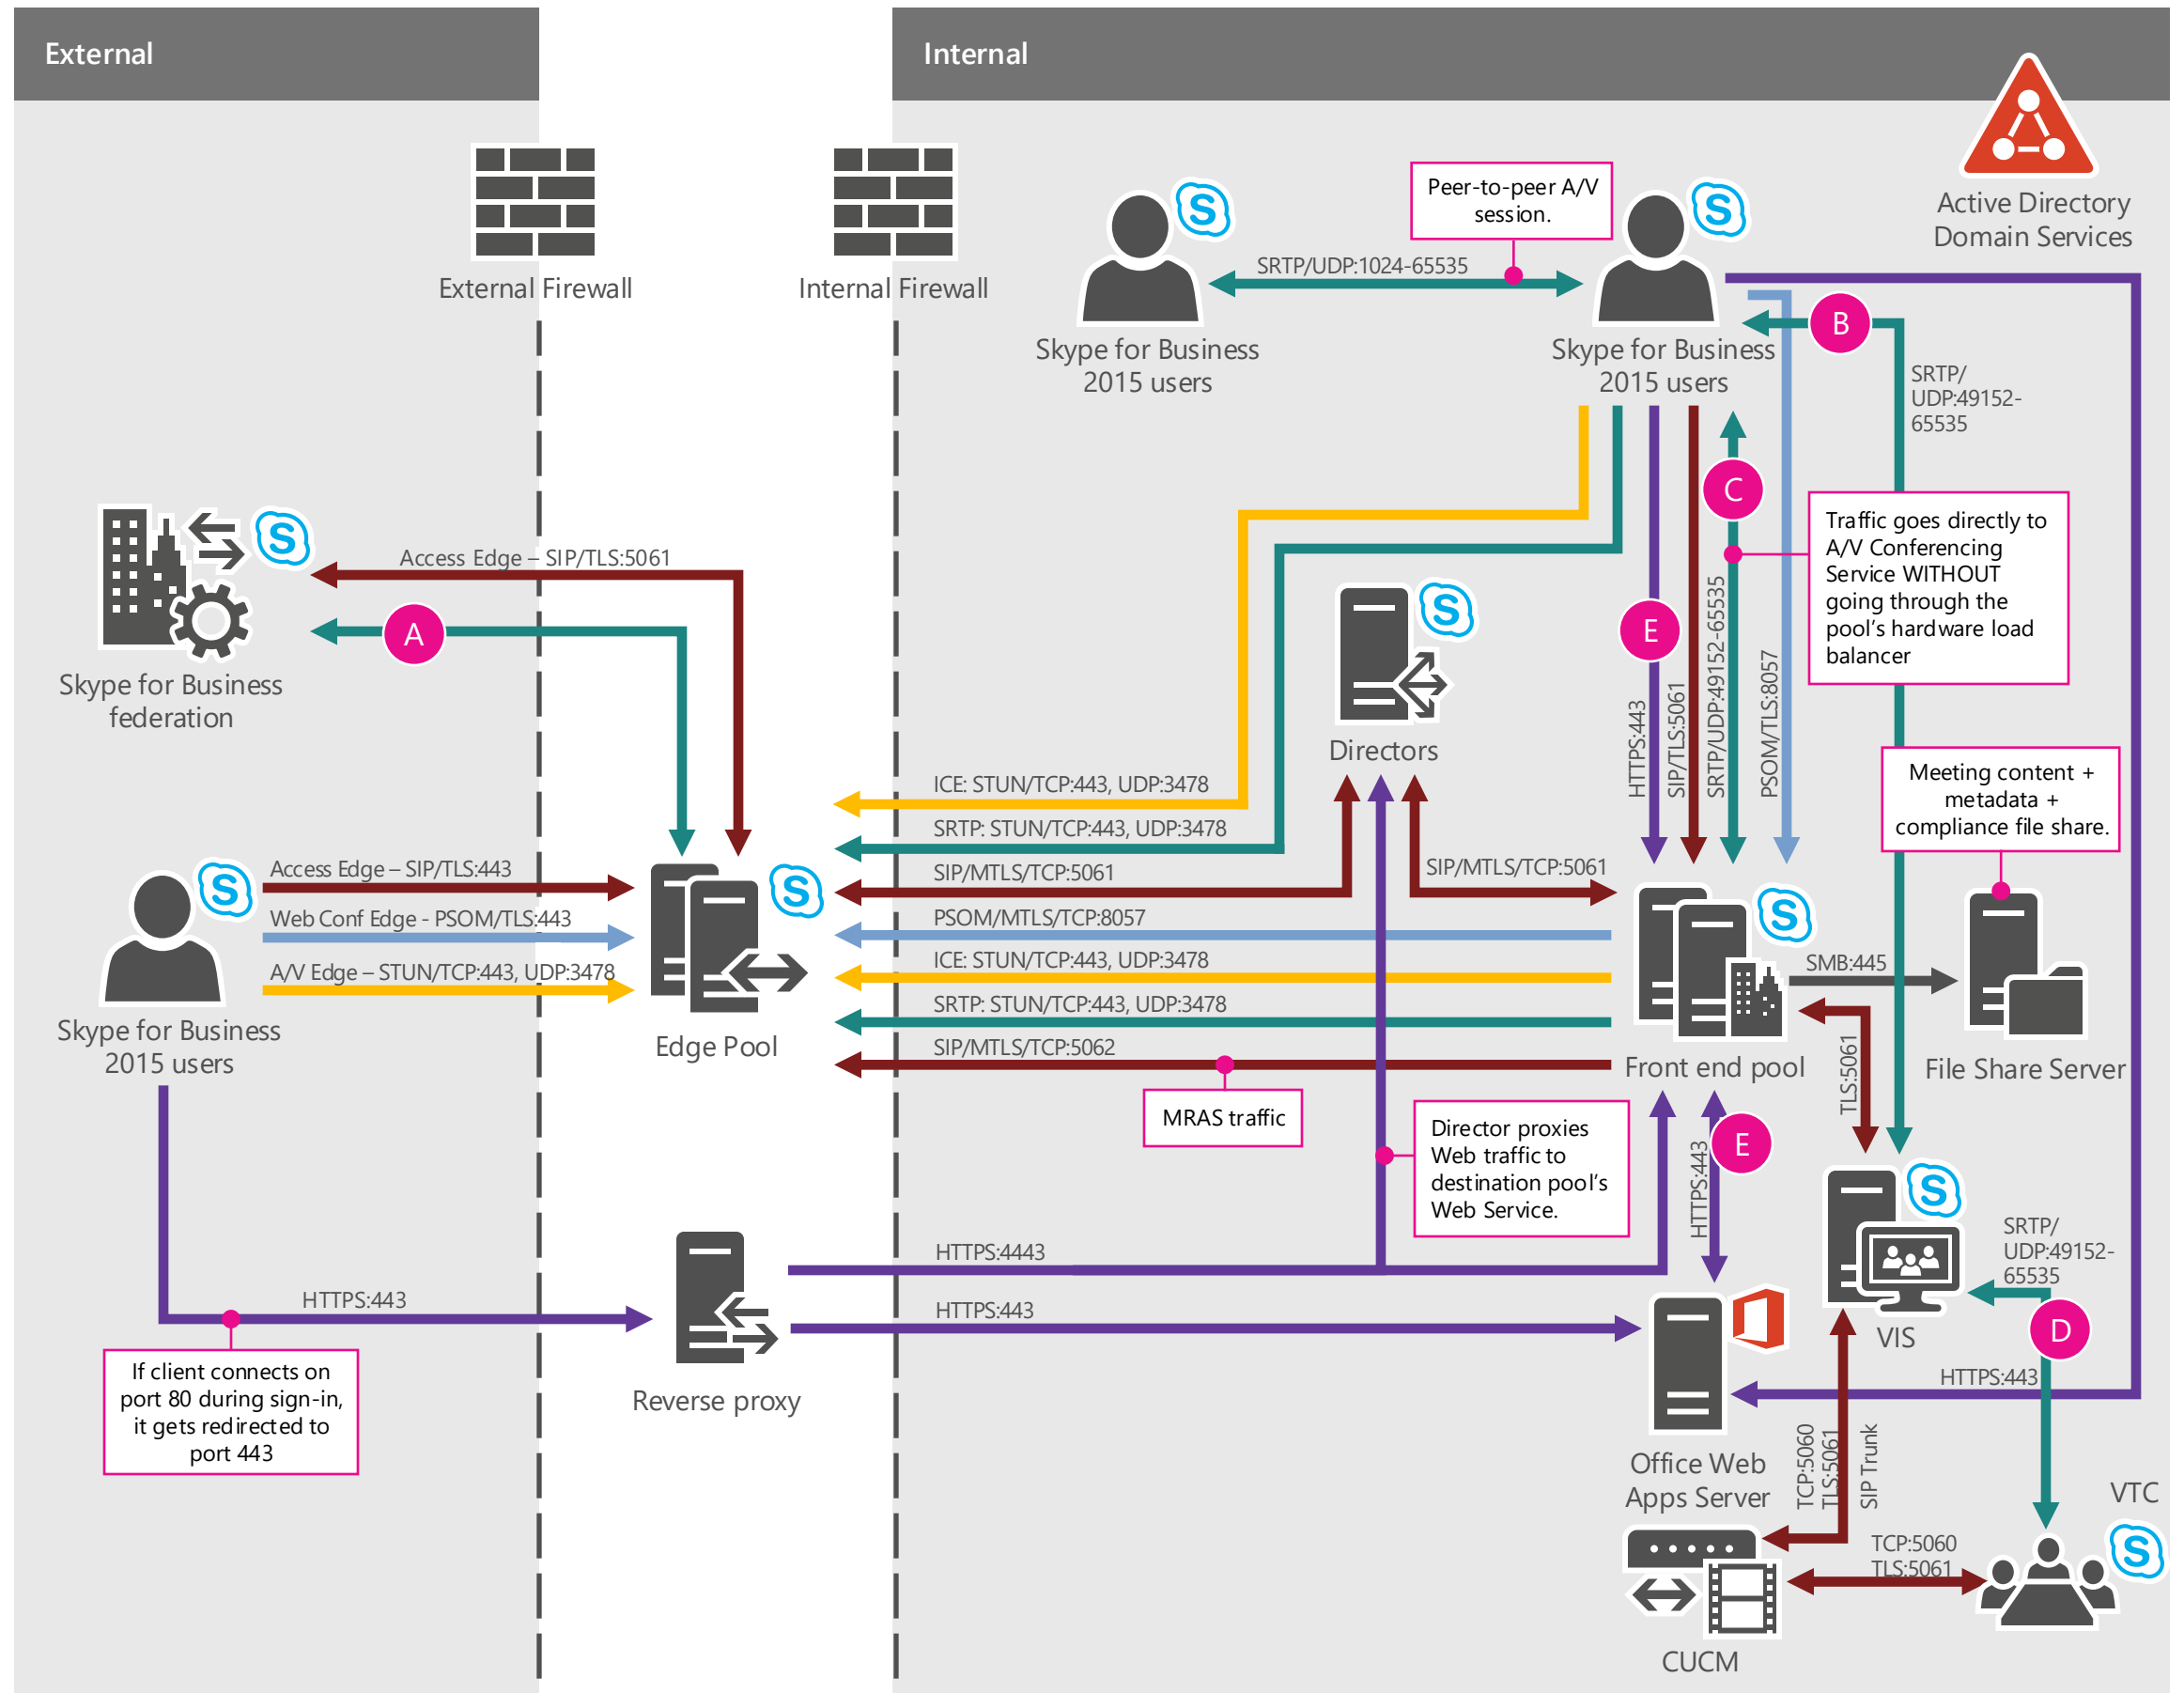 External
Internal
External Firewall
Internal Firewall
Active Directory
Domain Services
Peer-to-peer A/V
session.
SRTP/UDP:1024-65535
Skype for Business
2015 users
Skype for Business
2015 users
B
SRTP/
UDP:49152-
65535
C
Traffic goes directly to
A/V Conferencing
Service WITHOUT
going through the
pool's hardware load
balancer
Access Edge – SIP/TLS:5061
A
Skype for Business
federation
E
HTTPS:443
SIP/TLS:5061
SRTP/UDP:49152-65535
PSOM/TLS:8057
Directors
Meeting content +
metadata +
compliance file share.
ICE: STUN/TCP:443, UDP:3478
SRTP: STUN/TCP:443, UDP:3478
SIP/MTLS/TCP:5061
SIP/MTLS/TCP:5061
PSOM/MTLS/TCP:8057
ICE: STUN/TCP:443, UDP:3478
SRTP: STUN/TCP:443, UDP:3478
SIP/MTLS/TCP:5062
Access Edge – SIP/TLS:443
Web Conf Edge - PSOM/TLS:443
A/V Edge – STUN/TCP:443, UDP:3478
Skype for Business
2015 users
Edge Pool
SMB:445
Front end pool
File Share Server
TLS:5061
MRAS traffic
Director proxies
Web traffic to
destination pool's
Web Service.
E
HTTPS:443
HTTPS:4443
HTTPS:443
HTTPS:443
If client connects on
port 80 during sign-in,
it gets redirected to
port 443
Reverse proxy
SRTP/
UDP:49152-
65535
VIS
D
HTTPS:443
Office Web
Apps Server
TCP:5060
TLS:5061
SIP Trunk
VTC
TCP:5060
TLS:5061
CUCM